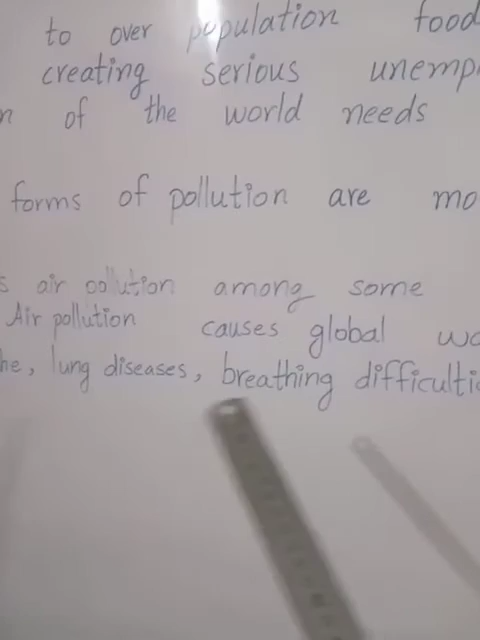 to over population food
creating serious unemp
n of the world needs
forms of pollution are mo
s air pollution among some
Air pollution causes global wa
he, lung diseases, breathing difficulti